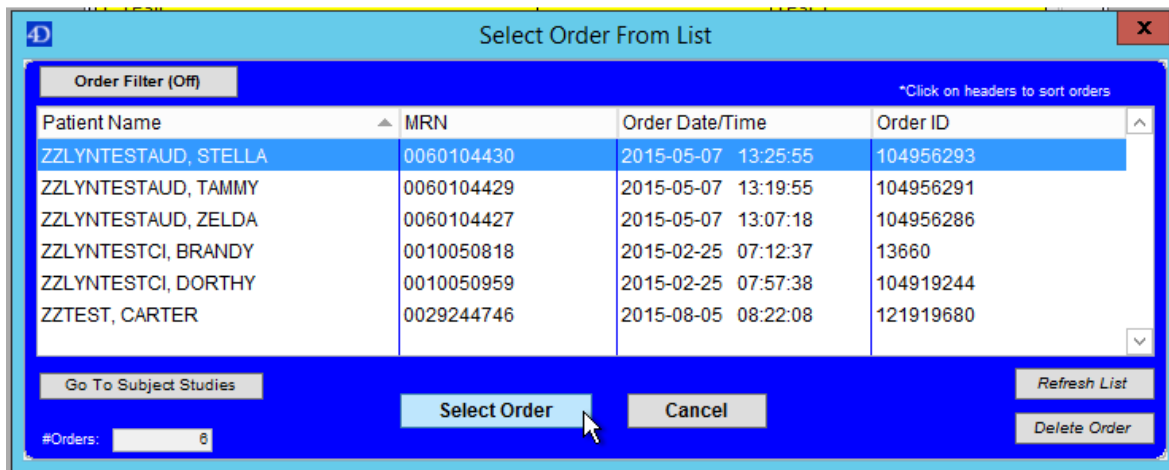 4D Select Order From List x
Order Filter (Off)
*Click on headers to sort orders
Patient Name MRN Order Date/Time Order ID
ZZLYNTESTAUD, STELLA 0060104430 2015-05-07 13:25:55 104956293
ZZLYNTESTAUD, TAMMY 0060104429 2015-05-07 13:19:55 104956291
ZZLYNTESTAUD, ZELDA 0060104427 2015-05-07 13:07:18 104956286
ZZLYNTESTCI, BRANDY 0010050818 2015-02-25 07:12:37 13660
ZZLYNTESTCI, DORTHY 0010050959 2015-02-25 07:57:38 104919244
ZZTEST, CARTER 0029244746 2015-08-05 08:22:08 121919680
Go To Subject Studies Refresh List
Select Order Cancel
#Orders: 6 Delete Order